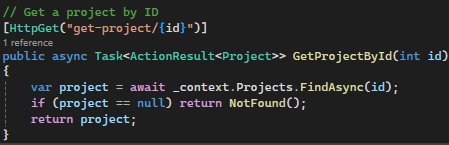 // Get a project by ID
[HttpGet("get-project/{id}")]
1 reference
public async Task<ActionResult<Project>> GetProjectById(int id)
{
    var project = await _context.Projects.FindAsync(id);
    if (project == null) return NotFound();
    return project;
}